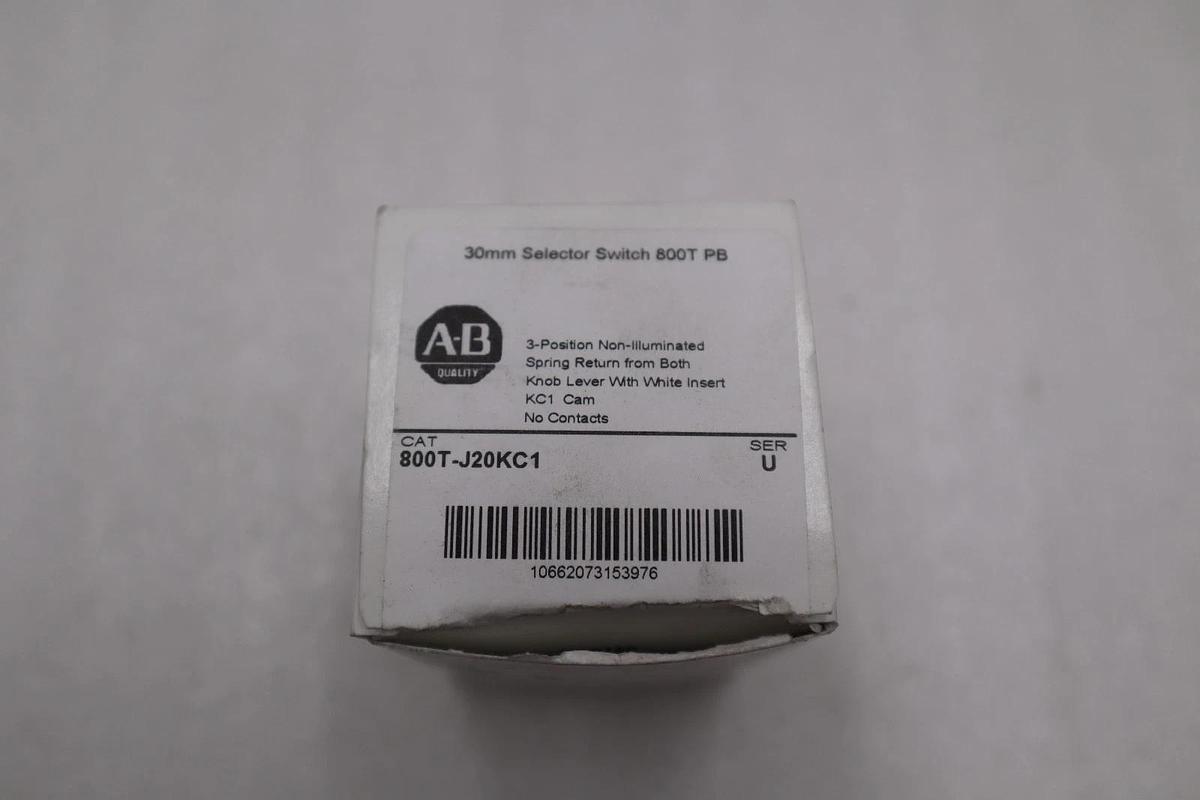 30mm Selector Switch 800T PB
A-B
QUALITY
3-Position Non-Illuminated
Spring Return from Both
Knob Lever With White Insert
KC1 Cam
No Contacts
CAT
SER
800T-J20KC1
U
10662073153976